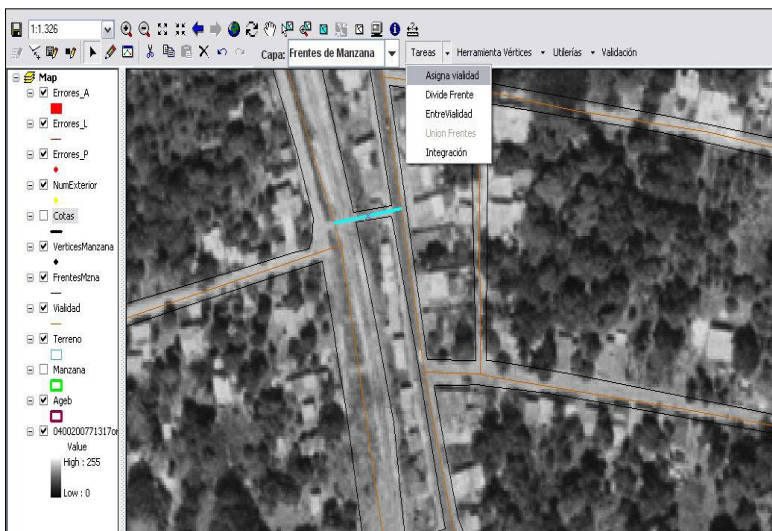 1:1.326
Capa: Frentes de Manzana
Tareas
Herramienta Vértices
Utilerías
Validación
Asigna vialidad
Divide Frente
EntreVialidad
Union Frentes
Integración
Map
Errores_A
Errores_L
Errores_P
NumExterior
Cotas
VerticesManzana
FrentesMzna
Vialidad
Terreno
Manzana
Ageb
0400200771317or
Value
High : 255
Low : 0